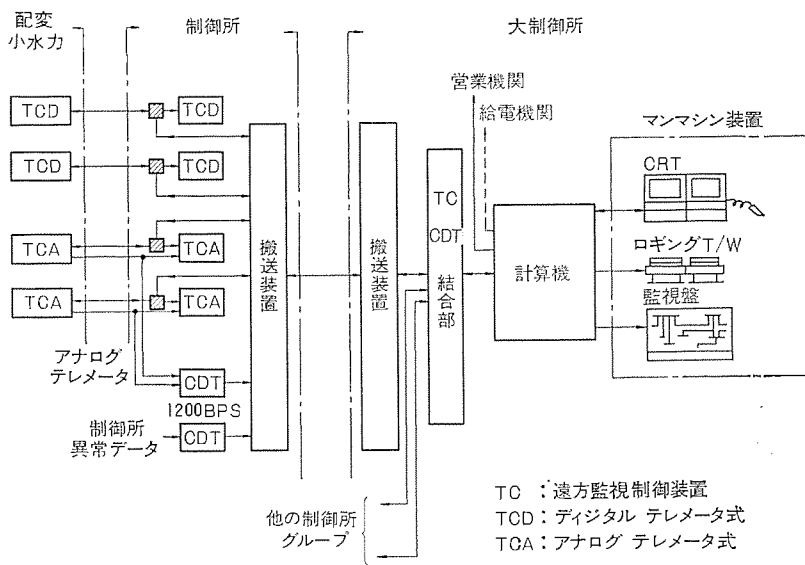 配変
小水力
制御所
大制御所
営業機関
給電機関
マンマシン装置
TCD
TCD
TCD
TCD
TCA
TCA
TCA
TCA
搬送装置
搬送装置
TC
CDT
結合部
計算機
CRT
ロギングT/W
監視盤
アナログ
テレメータ
CDT
1200BPS
制御所
異常データ
CDT
他の制御所
グループ
TC :遠方監視制御装置
TCD:ディジタル テレメータ式
TCA:アナログ テレメータ式